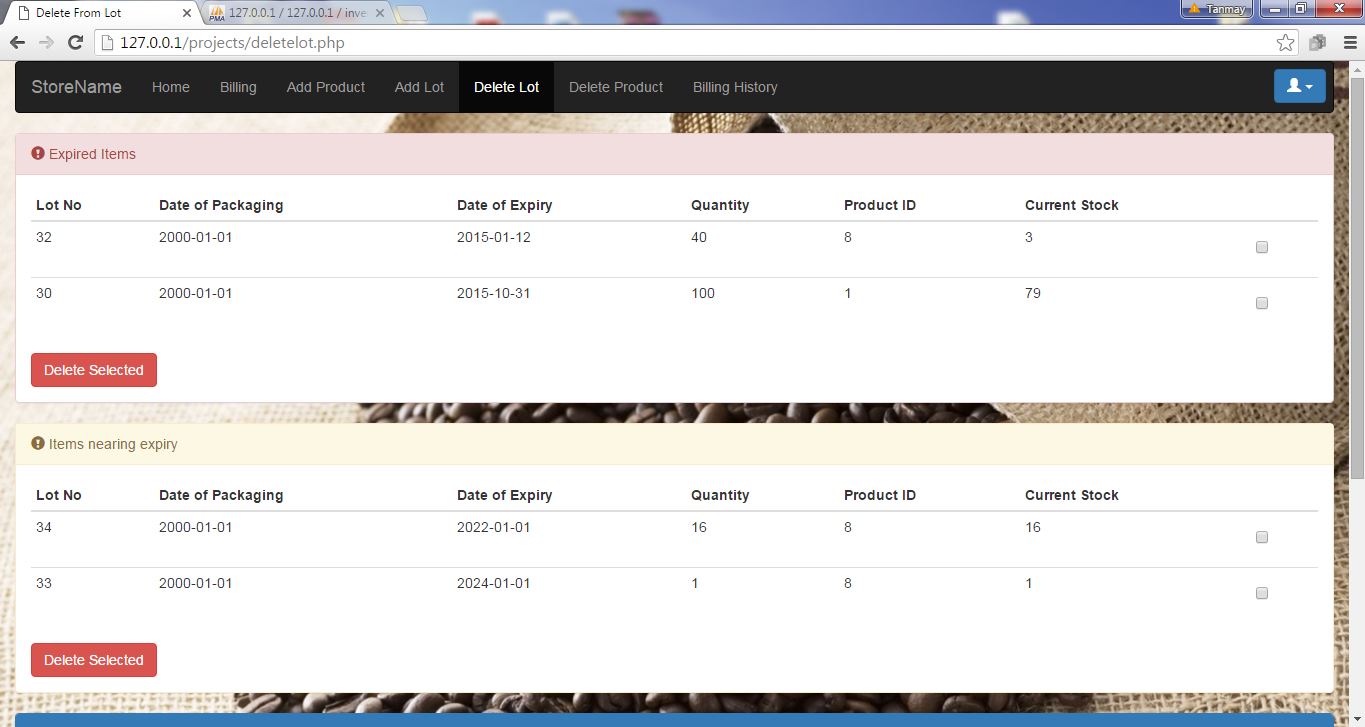 Delete From Lot
PMA 127.0.0.1 / 127.0.0.1 / inve
Tanmay
127.0.0.1/projects/deletelot.php
StoreName Home Billing Add Product Add Lot Delete Lot Delete Product Billing History
Expired Items
Lot No Date of Packaging Date of Expiry Quantity Product ID Current Stock
32 2000-01-01 2015-01-12 40 8 3
30 2000-01-01 2015-10-31 100 1 79
Delete Selected
Items nearing expiry
Lot No Date of Packaging Date of Expiry Quantity Product ID Current Stock
34 2000-01-01 2022-01-01 16 8 16
33 2000-01-01 2024-01-01 1 8 1
Delete Selected